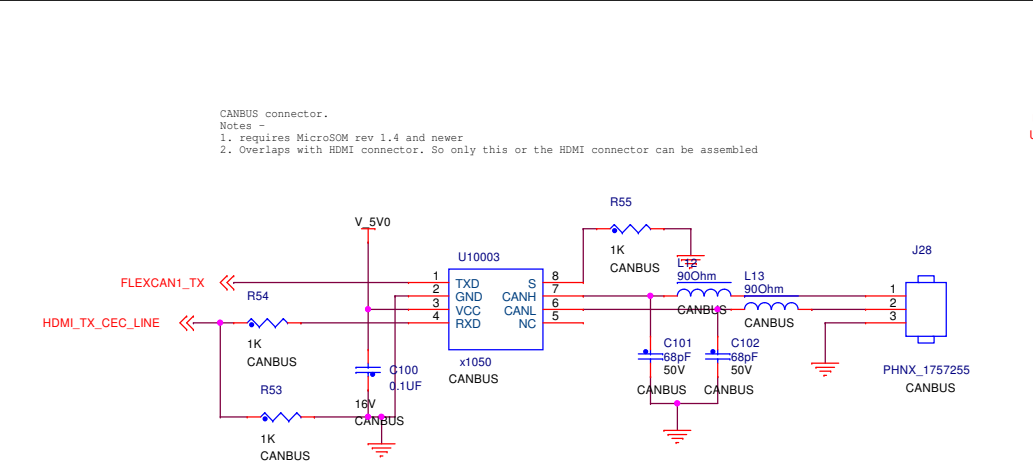 CANBUS connector.
Notes -
1. requires MicroSOM rev 1.4 and newer
2. Overlaps with HDMI connector. So only this or the HDMI connector can be assembled
R55
1K
CANBUS
V_5V0
U10003
FLEXCAN1_TX
HDMI_TX_CEC_LINE
R54
1K
CANBUS
R53
1K
CANBUS
1 TXD
2 GND
3 VCC
4 RXD
S 8
CANH 7
CANL 6
NC 5
x1050
CANBUS
C100
0.1UF
16V
CANBUS
L12
90Ohm
CANBUS
L13
90Ohm
CANBUS
C101
68pF
50V
CANBUS
C102
68pF
50V
CANBUS
J28
1
2
3
PHNX_1757255
CANBUS